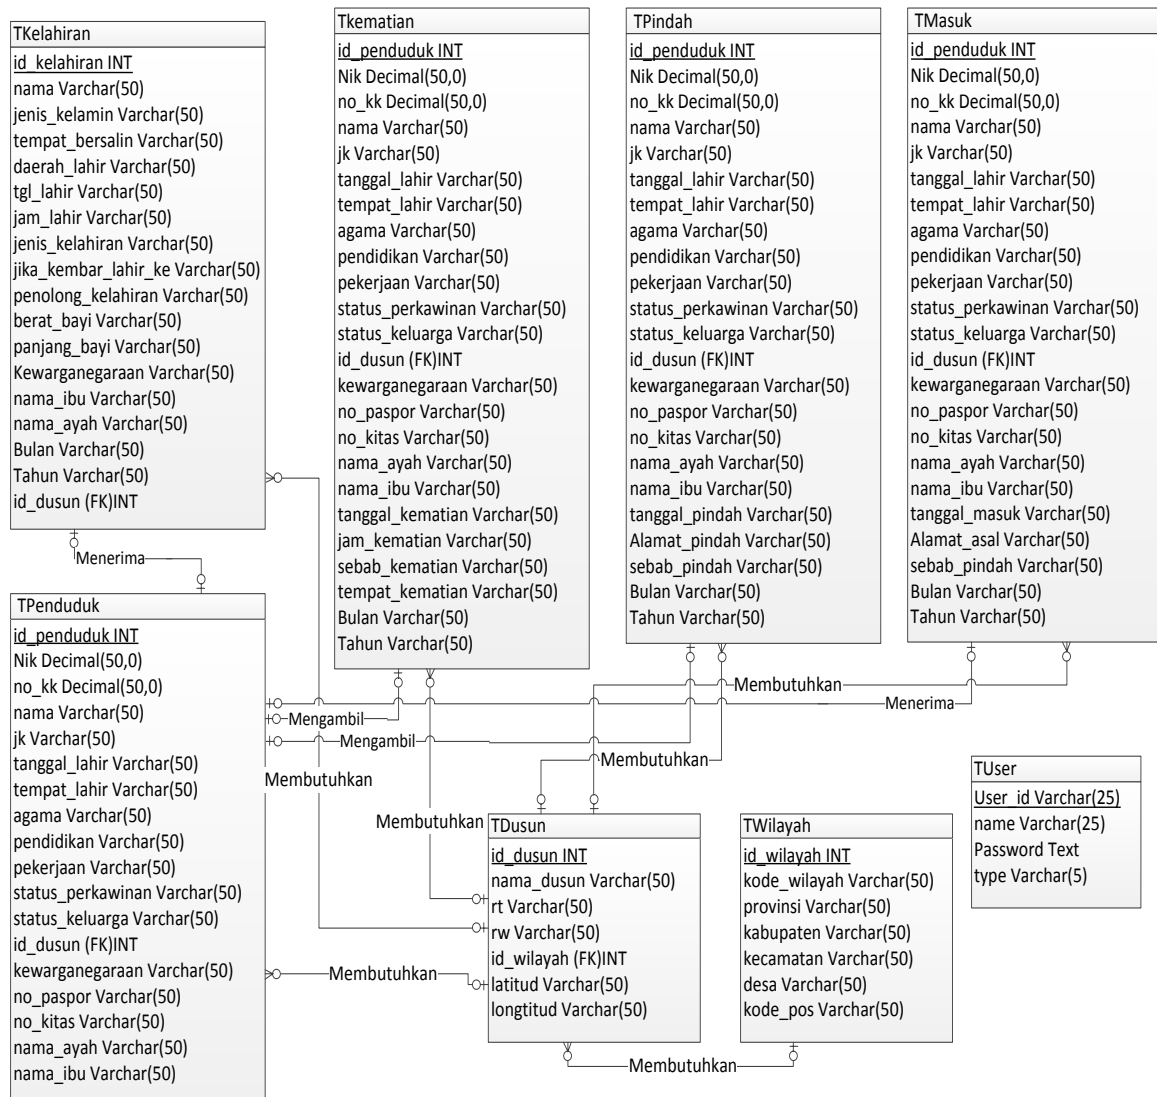 TKelahiran
id_kelahiran INT
nama Varchar(50)
jenis_kelamin Varchar(50)
tempat_bersalin Varchar(50)
daerah_lahir Varchar(50)
tgl_lahir Varchar(50)
jam_lahir Varchar(50)
jenis_kelahiran Varchar(50)
jika_kembar_lahir_ke Varchar(50)
penolong_kelahiran Varchar(50)
berat_bayi Varchar(50)
panjang_bayi Varchar(50)
Kewarganegaraan Varchar(50)
nama_ibu Varchar(50)
nama_ayah Varchar(50)
Bulan Varchar(50)
Tahun Varchar(50)
id_dusun (FK)INT
Tkematian
id_penduduk INT
Nik Decimal(50,0)
no_kk Decimal(50,0)
nama Varchar(50)
jk Varchar(50)
tanggal_lahir Varchar(50)
tempat_lahir Varchar(50)
agama Varchar(50)
pendidikan Varchar(50)
pekerjaan Varchar(50)
status_perkawinan Varchar(50)
status_keluarga Varchar(50)
id_dusun (FK)INT
kewarganegaraan Varchar(50)
no_paspor Varchar(50)
no_kitas Varchar(50)
nama_ayah Varchar(50)
nama_ibu Varchar(50)
tanggal_kematian Varchar(50)
jam_kematian Varchar(50)
sebab_kematian Varchar(50)
tempat_kematian Varchar(50)
Bulan Varchar(50)
Tahun Varchar(50)
TPindah
id_penduduk INT
Nik Decimal(50,0)
no_kk Decimal(50,0)
nama Varchar(50)
jk Varchar(50)
tanggal_lahir Varchar(50)
tempat_lahir Varchar(50)
agama Varchar(50)
pendidikan Varchar(50)
pekerjaan Varchar(50)
status_perkawinan Varchar(50)
status_keluarga Varchar(50)
id_dusun (FK)INT
kewarganegaraan Varchar(50)
no_paspor Varchar(50)
no_kitas Varchar(50)
nama_ayah Varchar(50)
nama_ibu Varchar(50)
tanggal_pindah Varchar(50)
Alamat_pindah Varchar(50)
sebab_pindah Varchar(50)
Bulan Varchar(50)
Tahun Varchar(50)
TMasuk
id_penduduk INT
Nik Decimal(50,0)
no_kk Decimal(50,0)
nama Varchar(50)
jk Varchar(50)
tanggal_lahir Varchar(50)
tempat_lahir Varchar(50)
agama Varchar(50)
pendidikan Varchar(50)
pekerjaan Varchar(50)
status_perkawinan Varchar(50)
status_keluarga Varchar(50)
id_dusun (FK)INT
kewarganegaraan Varchar(50)
no_paspor Varchar(50)
no_kitas Varchar(50)
nama_ayah Varchar(50)
nama_ibu Varchar(50)
tanggal_masuk Varchar(50)
Alamat_asal Varchar(50)
sebab_pindah Varchar(50)
Bulan Varchar(50)
Tahun Varchar(50)
Menerima
TPenduduk
id_penduduk INT
Nik Decimal(50,0)
no_kk Decimal(50,0)
nama Varchar(50)
jk Varchar(50)
tanggal_lahir Varchar(50)
tempat_lahir Varchar(50)
agama Varchar(50)
pendidikan Varchar(50)
pekerjaan Varchar(50)
status_perkawinan Varchar(50)
status_keluarga Varchar(50)
id_dusun (FK)INT
kewarganegaraan Varchar(50)
no_paspor Varchar(50)
no_kitas Varchar(50)
nama_ayah Varchar(50)
nama_ibu Varchar(50)
Membutuhkan
Menerima
Mengambil
Mengambil
Membutuhkan
Membutuhkan
Membutuhkan
TDusun
id_dusun INT
nama_dusun Varchar(50)
rt Varchar(50)
rw Varchar(50)
id_wilayah (FK)INT
latitud Varchar(50)
longtitud Varchar(50)
Membutuhkan
TWilayah
id_wilayah INT
kode_wilayah Varchar(50)
provinsi Varchar(50)
kabupaten Varchar(50)
kecamatan Varchar(50)
desa Varchar(50)
kode_pos Varchar(50)
Membutuhkan
TUser
User_id Varchar(25)
name Varchar(25)
Password Text
type Varchar(5)